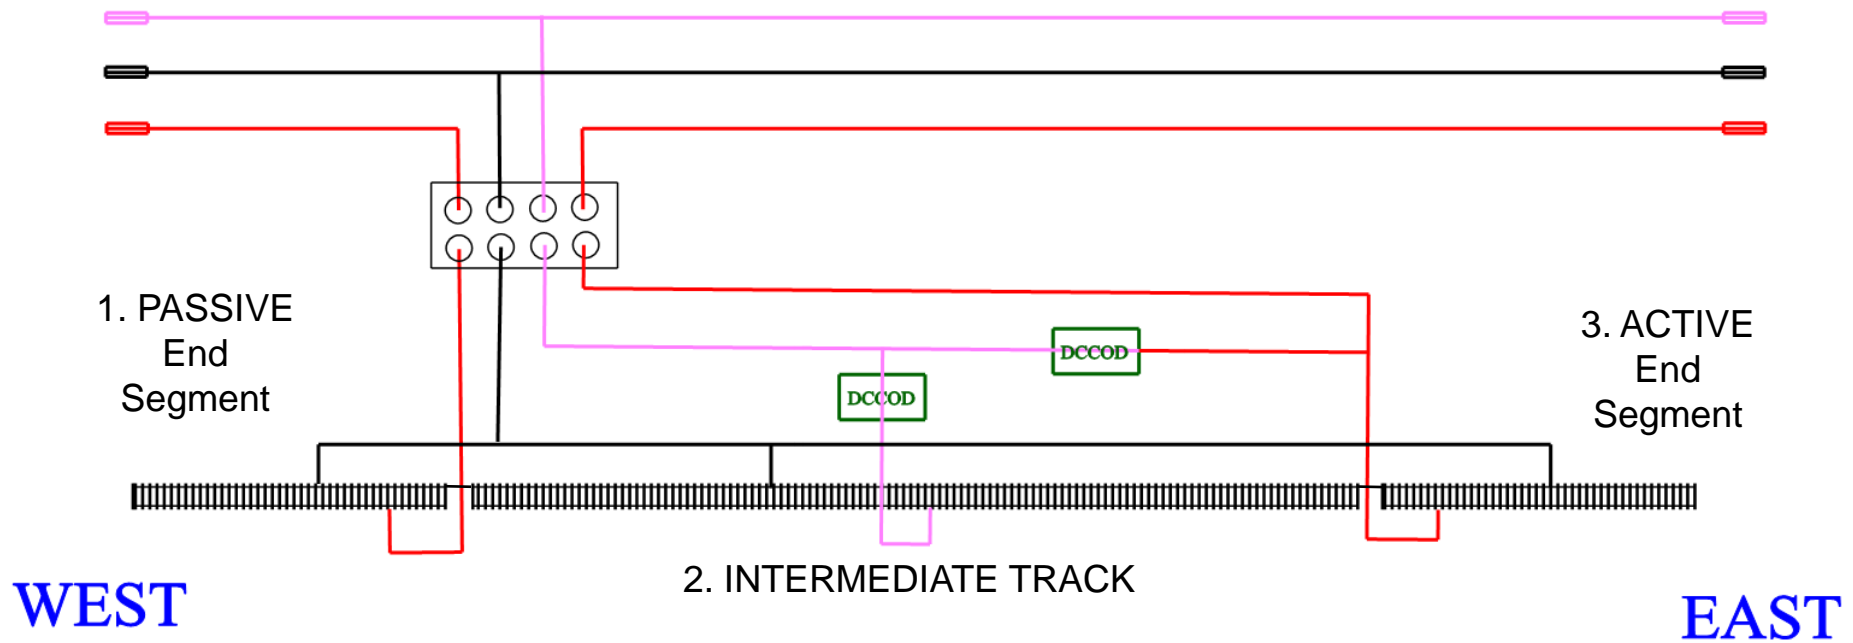 1. PASSIVE
End
Segment
3. ACTIVE
End
Segment
DCCOD
DCCOD
2. INTERMEDIATE TRACK
WEST
EAST